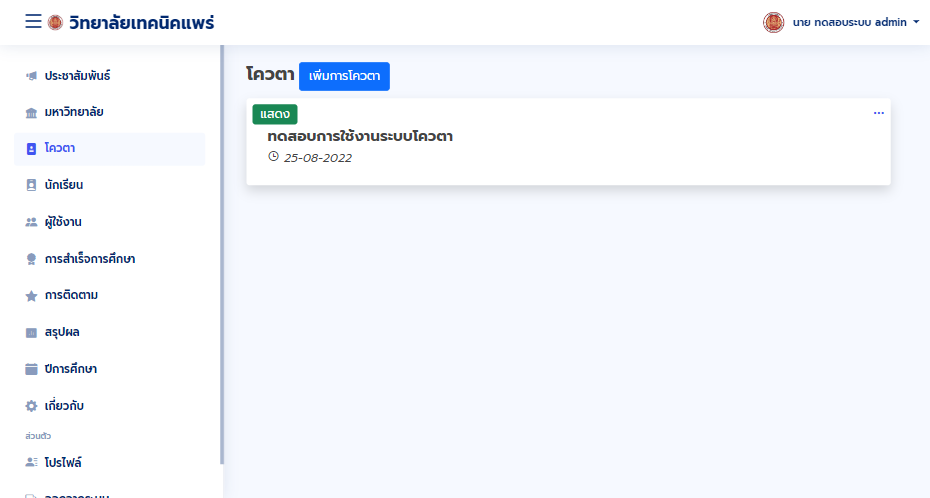 วิทยาลัยเทคนิคแพร่
นาย ทดสอบระบบ admin
ประชาสัมพันธ์
มหาวิทยาลัย
โควตา
นักเรียน
ผู้ใช้งาน
การสำเร็จการศึกษา
การติดตาม
สรุปผล
ปีการศึกษา
เกี่ยวกับ
ส่วนตัว
โปรไฟล์
โควตา เพิ่มการโควตา
แสดง
ทดสอบการใช้งานระบบโควตา
25-08-2022